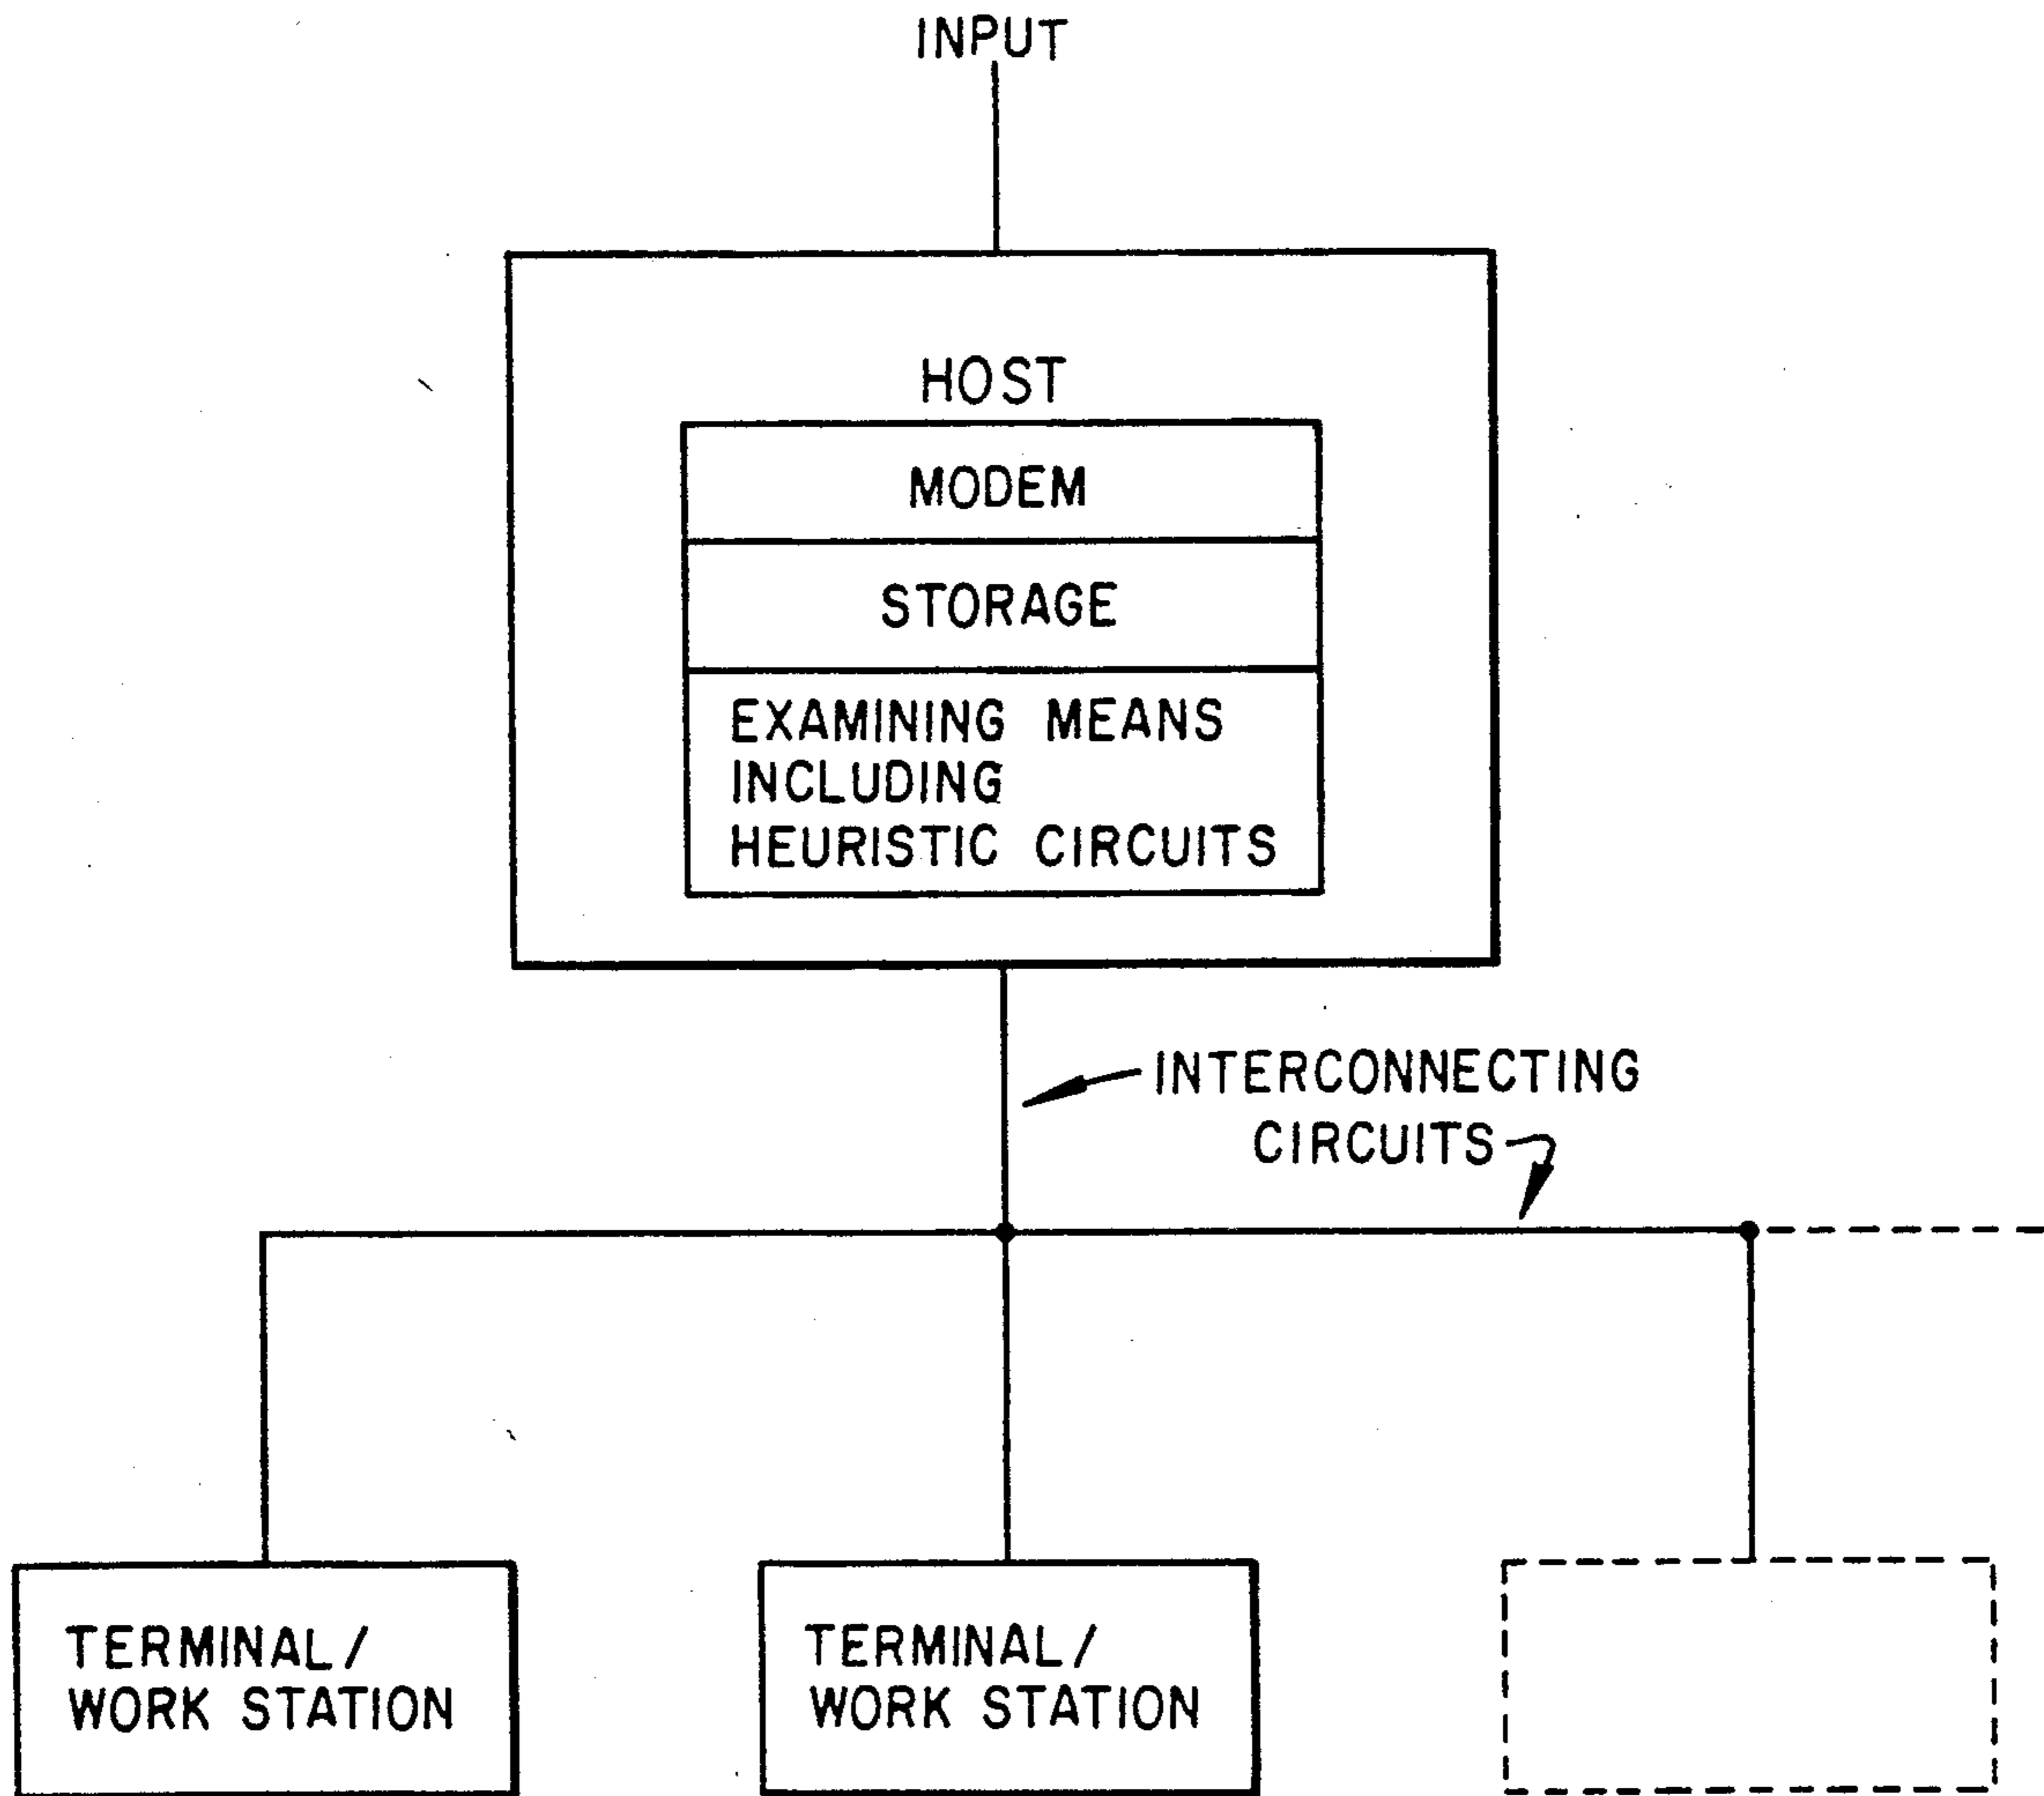 INPUT
HOST
MODEM
STORAGE
EXAMINING MEANS
INCLUDING
HEURISTIC CIRCUITS
INTERCONNECTING
CIRCUITS
TERMINAL/
WORK STATION
TERMINAL/
WORK STATION